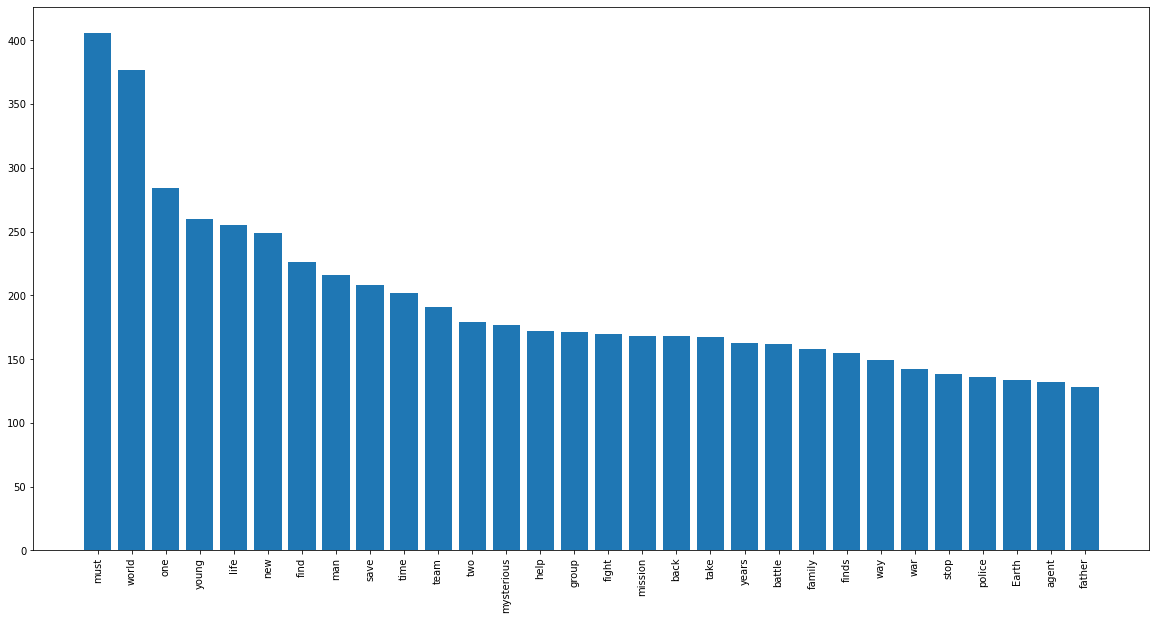 400
350
300
250
200
150
100
50
0
must
world
one
young
life
new
find
man
save
time
team
two
mysterious
help
group
fight
mission
back
take
years
battle
family
finds
way
war
stop
police
Earth
agent
father